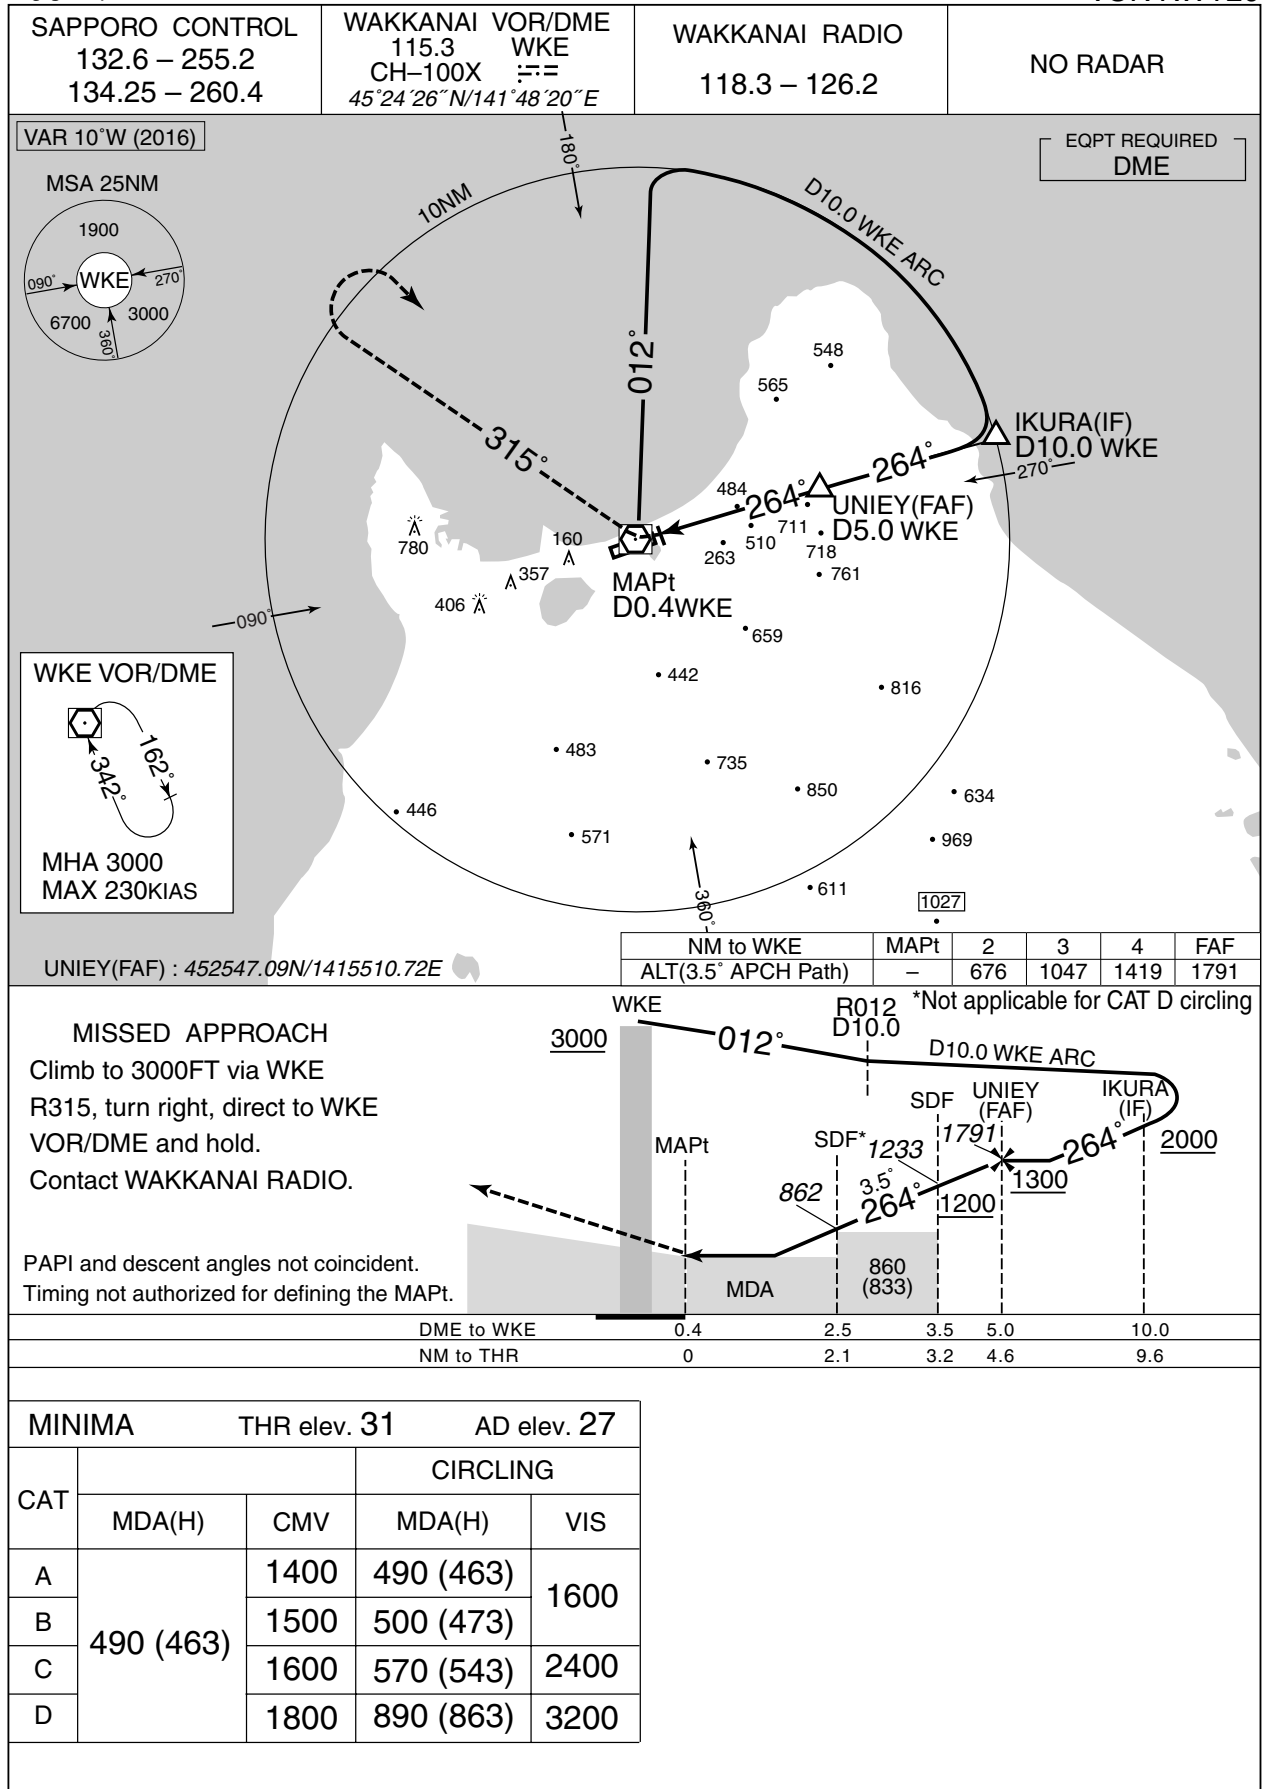 SAPPORO CONTROL
132.6 – 255.2
134.25 – 260.4
WAKKANAI VOR/DME
115.3 WKE
CH–100X
45˚24´26˝N/141˚48´20˝E
WAKKANAI RADIO
118.3 – 126.2
NO RADAR
VAR 10˚W (2016)
EQPT REQUIRED
DME
MSA 25NM
1900
090˚
WKE
270˚
6700
3000
360˚
180˚
10NM
D10.0 WKE ARC
012˚
315˚
548
565
IKURA(IF)
D10.0 WKE
270˚
264˚
264˚
UNIEY(FAF)
D5.0 WKE
484
711
510
718
263
761
780
160
357
406
MAPt
D0.4WKE
090˚
659
442
816
483
735
850
634
446
571
969
611
1027
360˚
WKE VOR/DME
162˚
342˚
MHA 3000
MAX 230KIAS
UNIEY(FAF) : 452547.09N/1415510.72E
NM to WKE MAPt 2 3 4 FAF
ALT(3.5˚ APCH Path) – 676 1047 1419 1791
*Not applicable for CAT D circling
MISSED APPROACH
Climb to 3000FT via WKE
R315, turn right, direct to WKE
VOR/DME and hold.
Contact WAKKANAI RADIO.
PAPI and descent angles not coincident.
Timing not authorized for defining the MAPt.
WKE
3000
012˚
R012
D10.0
D10.0 WKE ARC
MAPt
SDF*
SDF
UNIEY
(FAF)
IKURA
(IF)
862
1233
1791
3.5˚
264˚
264˚
2000
1300
1200
MDA
860
(833)
DME to WKE 0.4 2.5 3.5 5.0 10.0
NM to THR 0 2.1 3.2 4.6 9.6
MINIMA THR elev. 31 AD elev. 27
CAT
CIRCLING
MDA(H) CMV MDA(H) VIS
A 490 (463) 1400 490 (463) 1600
B 1500 500 (473)
C 1600 570 (543) 2400
D 1800 890 (863) 3200